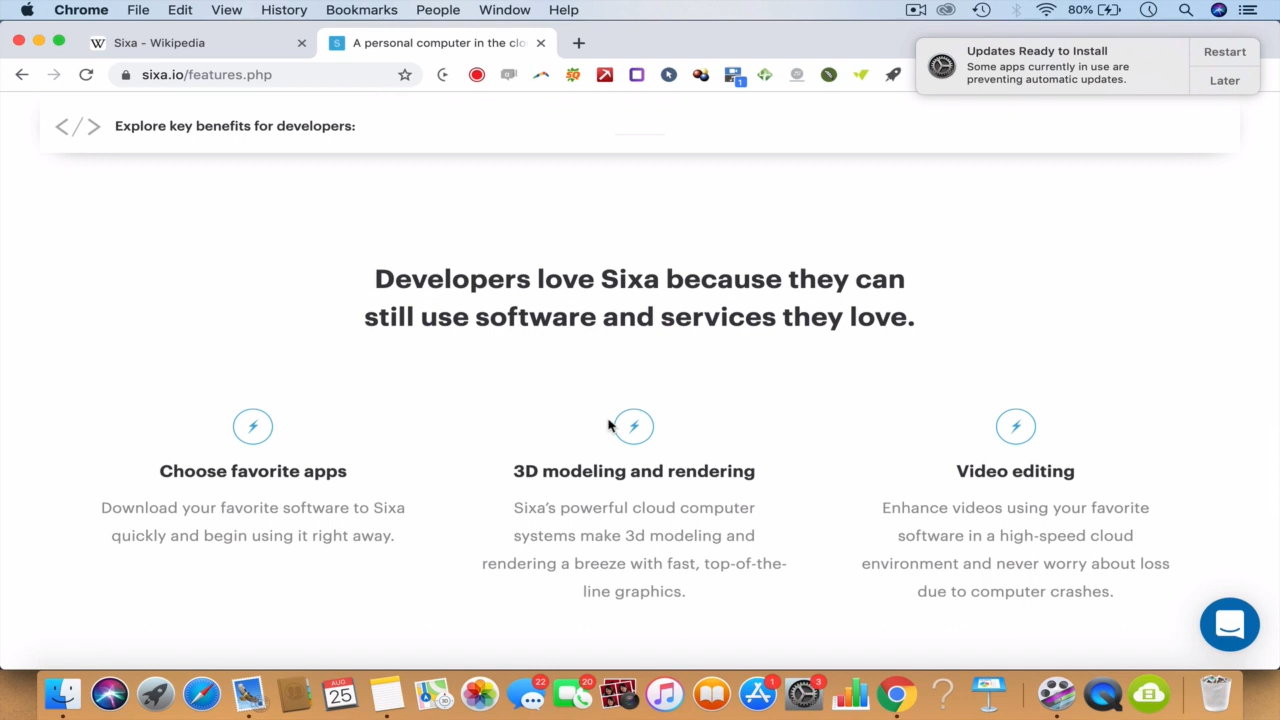 Chrome File Edit View History Bookmarks People Window Help 80%
Sixa - Wikipedia
A personal computer in the clo
Updates Ready to Install
Some apps currently in use are
preventing automatic updates.
Restart
Later
sixa.io/features.php
1
</> Explore key benefits for developers:
Developers love Sixa because they can
still use software and services they love.
Choose favorite apps
Download your favorite software to Sixa
quickly and begin using it right away.
3D modeling and rendering
Sixa's powerful cloud computer
systems make 3d modeling and
rendering a breeze with fast, top-of-the-
line graphics.
Video editing
Enhance videos using your favorite
software in a high-speed cloud
environment and never worry about loss
due to computer crashes.
AUG
25
22
20
1
3